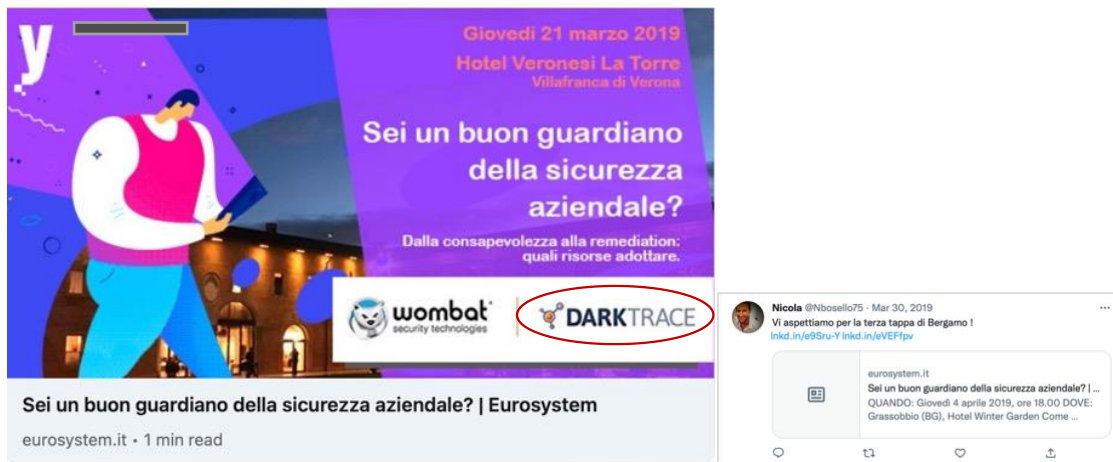 y
Giovedì 21 marzo 2019
Hotel Veronesi La Torre
Villafranca di Verona
Sei un buon guardiano
della sicurezza
aziendale?
Dalla consapevolezza alla remediation:
quali risorse adottare.
wombat
security technologies
DARKTRACE
Sei un buon guardiano della sicurezza aziendale? | Eurosystem
eurosystem.it • 1 min read
Nicola @Nbosello75 · Mar 30, 2019
Vi aspettiamo per la terza tappa di Bergamo !
lnkd.in/e9Sru-Y lnkd.in/eVEFfpv
eurosystem.it
Sei un buon guardiano della sicurezza aziendale? | ...
QUANDO: Giovedì 4 aprile 2019, ore 18.00 DOVE:
Grassobbio (BG), Hotel Winter Garden Come ...